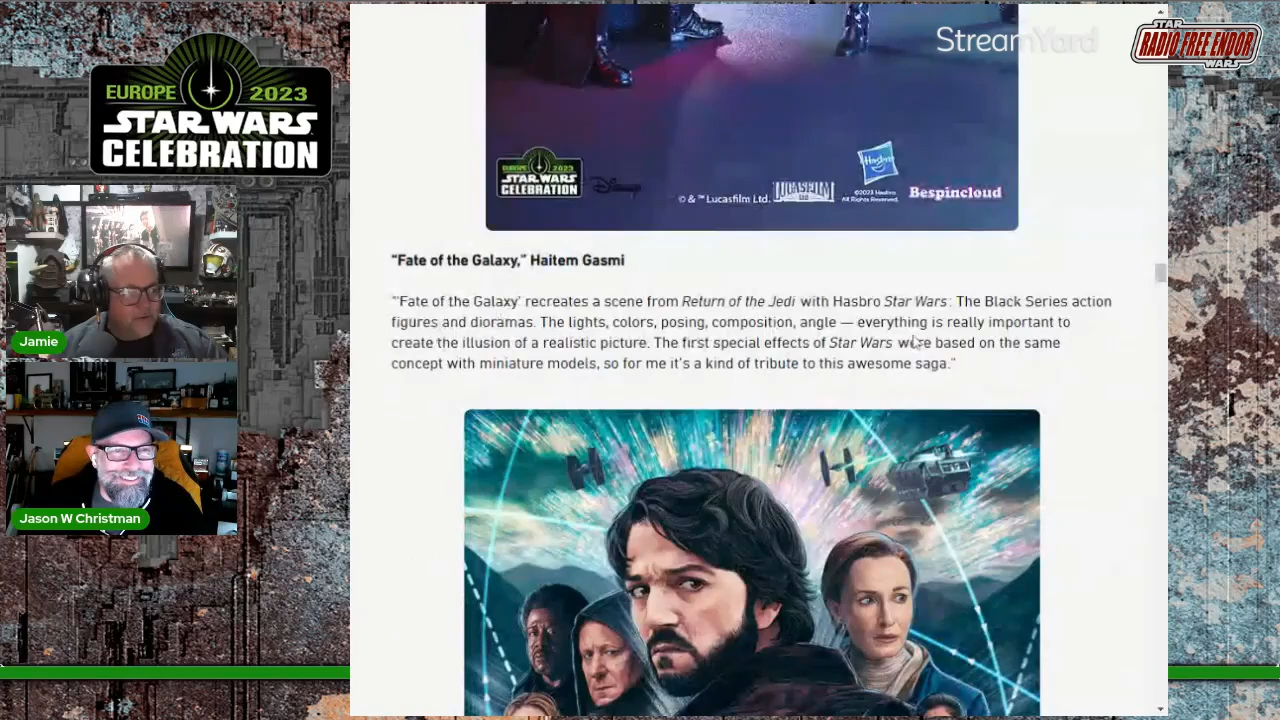 EUROPE 2023
STAR WARS
CELEBRATION
StreamYard
STAR
RADIO FREE ENDOR
WARS
EUROPE 2023
STAR WARS
CELEBRATION
Disney
© & ™ Lucasfilm Ltd.
LUCASFILM
LTD
Hasbro
©2023 Hasbro.
All Rights Reserved.
Bespincloud
“Fate of the Galaxy,” Haitem Gasmi
“‘Fate of the Galaxy’ recreates a scene from Return of the Jedi with Hasbro Star Wars: The Black Series action
figures and dioramas. The lights, colors, posing, composition, angle — everything is really important to
create the illusion of a realistic picture. The first special effects of Star Wars were based on the same
concept with miniature models, so for me it’s a kind of tribute to this awesome saga.”
Jamie
Jason W Christman